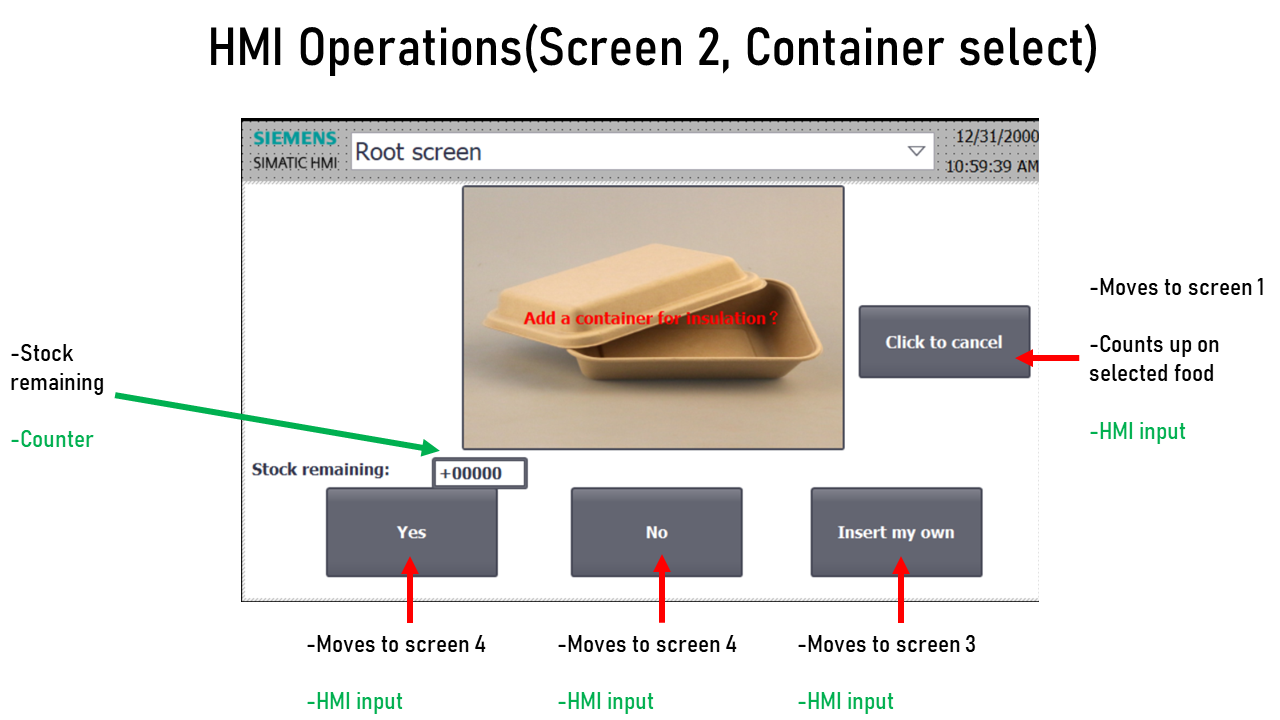 HMI Operations(Screen 2, Container select)
SIEMENS
SIMATIC HMI
Root screen
12/31/2000
10:59:39 AM
Add a container for insulation ?
Click to cancel
-Moves to screen 1
-Counts up on
selected food
-HMI input
-Stock
remaining
-Counter
Stock remaining:
+00000
Yes
No
Insert my own
-Moves to screen 4
-HMI input
-Moves to screen 4
-HMI input
-Moves to screen 3
-HMI input